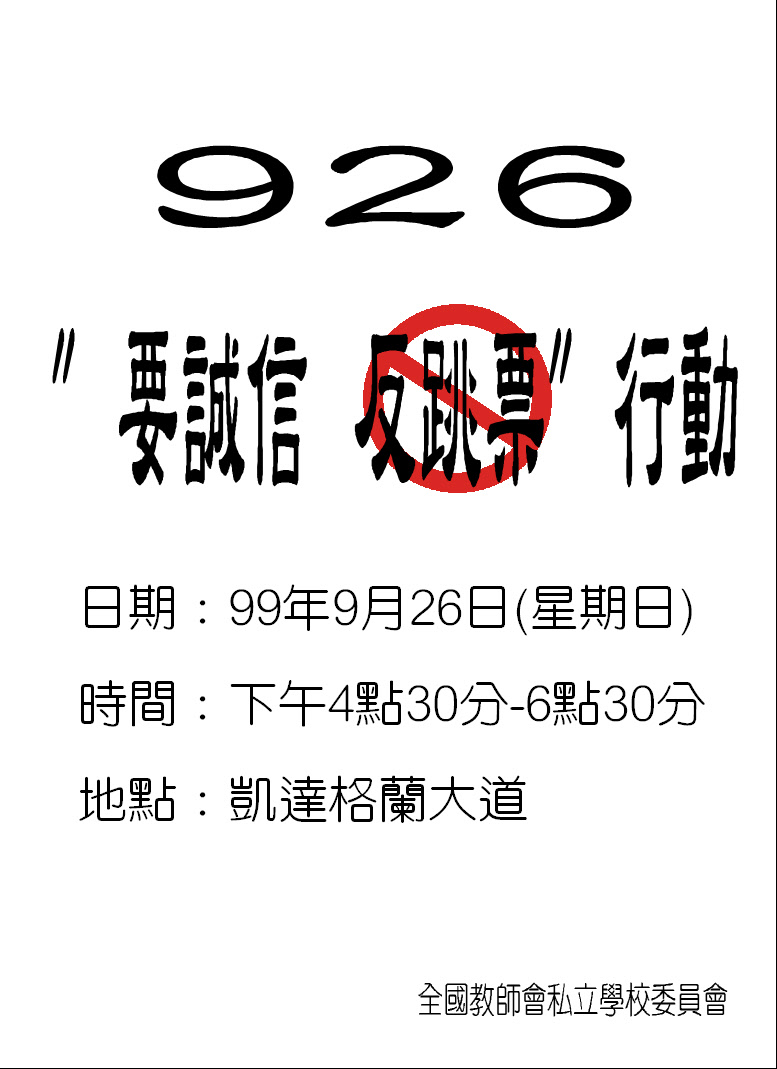 926
"要誠信 反跳票"行動
日期：99年9月26日(星期日)
時間：下午4點30分-6點30分
地點：凱達格蘭大道
全國教師會私立學校委員會